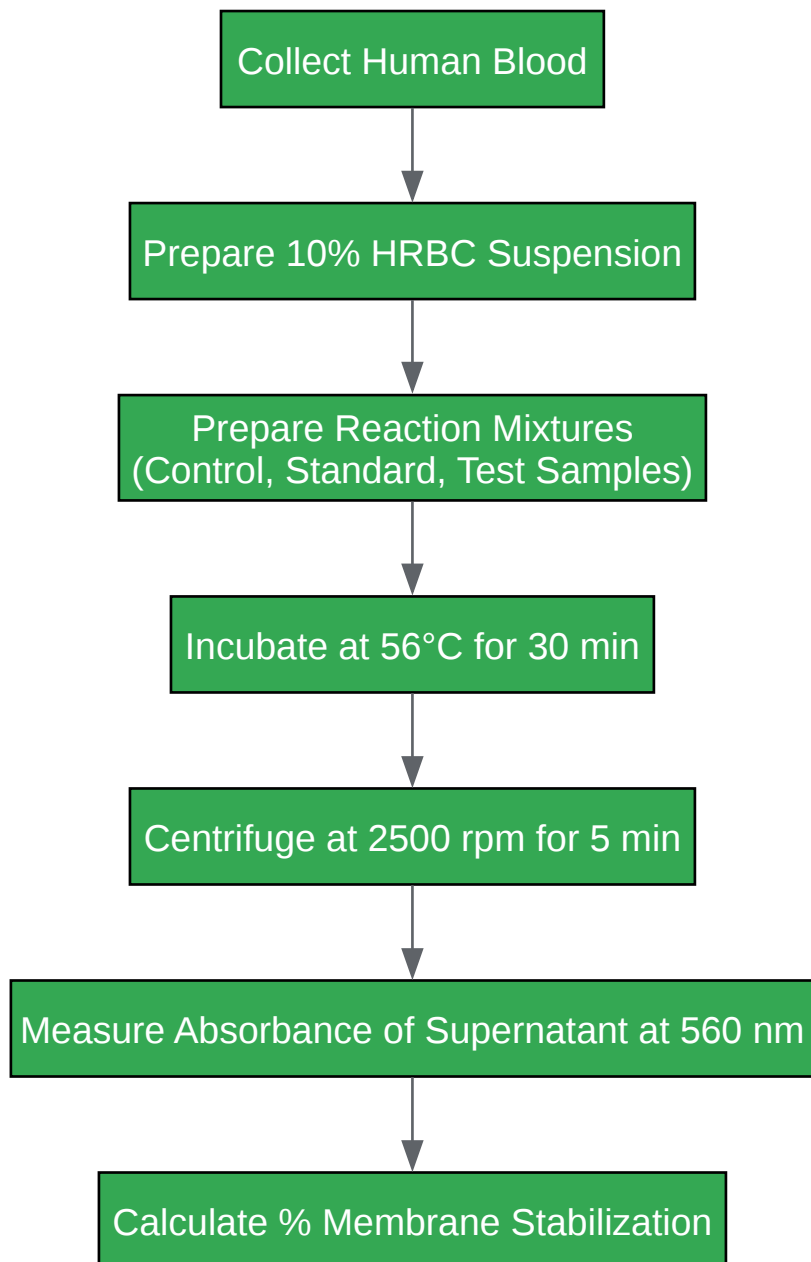 Collect Human Blood
Prepare 10% HRBC Suspension
Prepare Reaction Mixtures
(Control, Standard, Test Samples)
Incubate at 56°C for 30 min
Centrifuge at 2500 rpm for 5 min
Measure Absorbance of Supernatant at 560 nm
Calculate % Membrane Stabilization